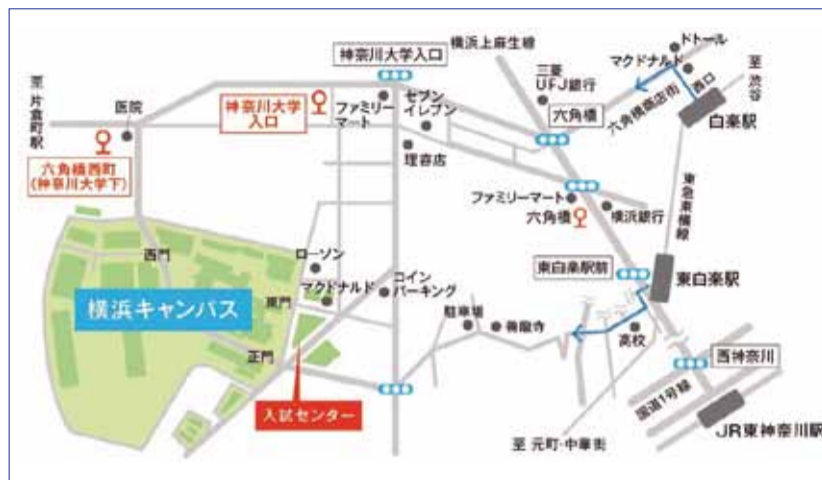 神奈川大学入口
横浜上麻生線
ドトール
マクドナルド
西口
至 渋谷
三菱
UFJ銀行
六角橋商店街
白楽駅
至 片倉町駅
医院
神奈川大学
入口
ファミリー
マート
セブン
イレブン
六角橋
理容店
六角橋西町
(神奈川大学下)
東急東横線
ファミリーマート
六角橋
横浜銀行
西門
ローソン
東白楽駅前
東白楽駅
横浜キャンパス
東門
マクドナルド
コイン
パーキング
駐車場
高校
正門
西神奈川
入試センター
国道1号線
至 元町・中華街
JR東神奈川駅